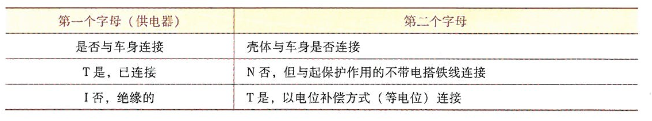 第一个字母（供电器） 第二个字母
是否与车身连接 壳体与车身是否连接
T是，已连接 N否，但与起保护作用的不带电搭铁线连接
I否，绝缘的 T是，以电位补偿方式（等电位）连接